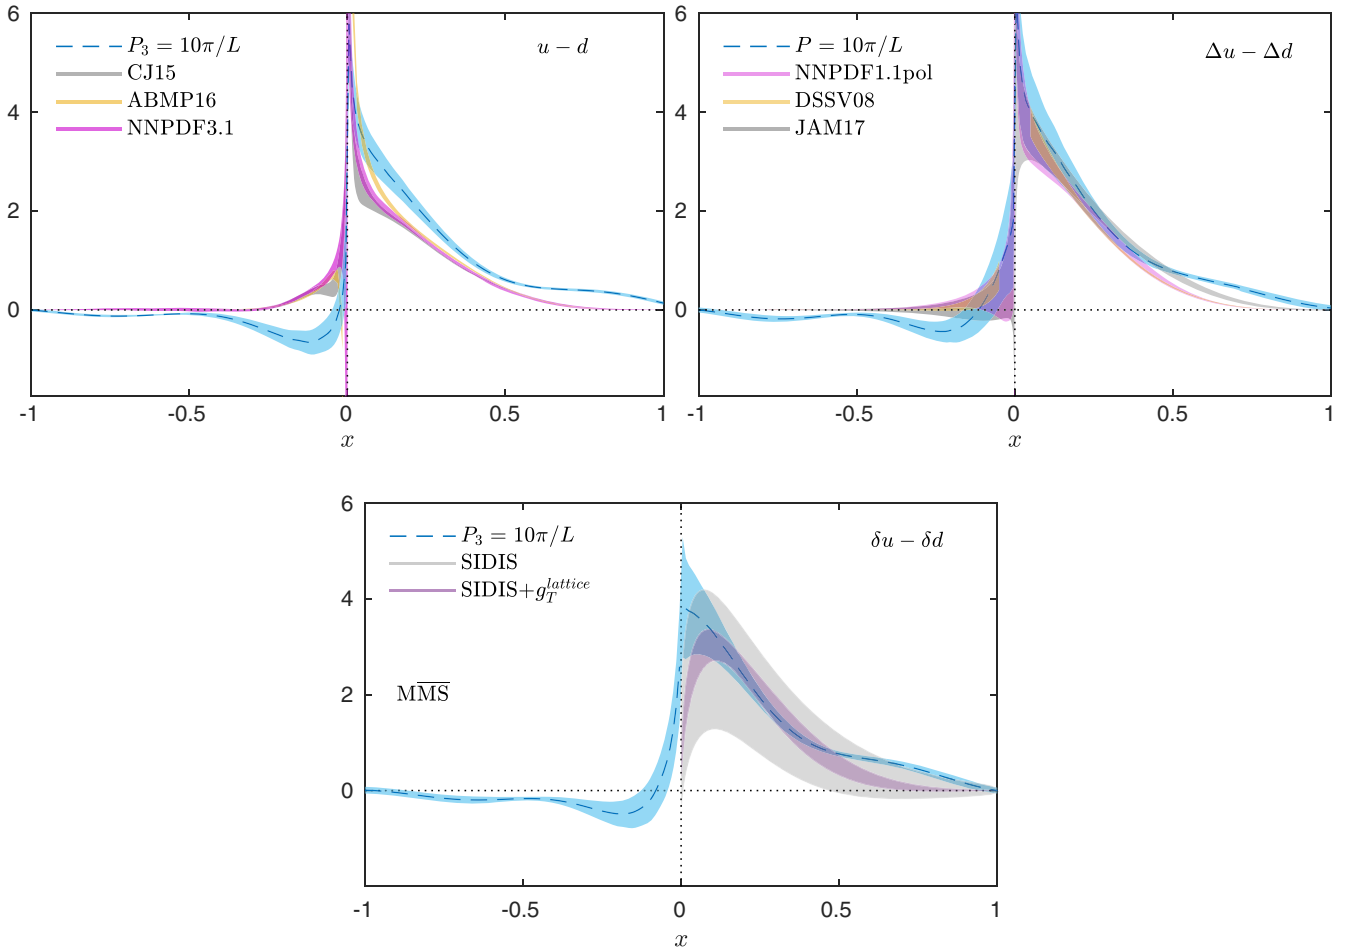 6
4
2
0
P₃ = 10π/L
CJ15
ABMP16
NNPDF3.1
u − d
-1
-0.5
0
0.5
1
x
6
4
2
0
P = 10π/L
NNPDF1.1pol
DSSV08
JAM17
Δu − Δd
-1
-0.5
0
0.5
1
x
6
4
2
0
P₃ = 10π/L
SIDIS
SIDIS+g_T^{lattice}
δu − δd
MM̅S̅
-1
-0.5
0
0.5
1
x